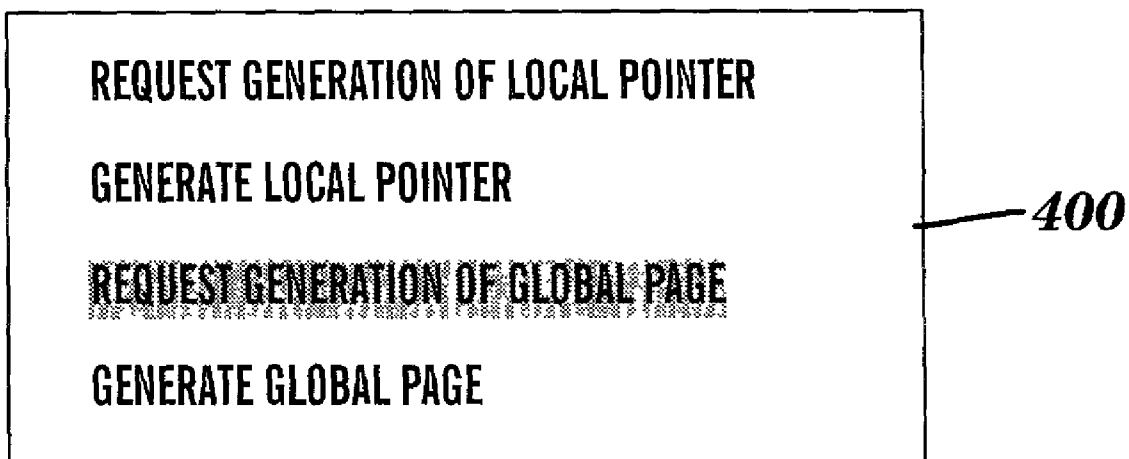 REQUEST GENERATION OF LOCAL POINTER
GENERATE LOCAL POINTER
400
REQUEST GENERATION OF GLOBAL PAGE
GENERATE GLOBAL PAGE